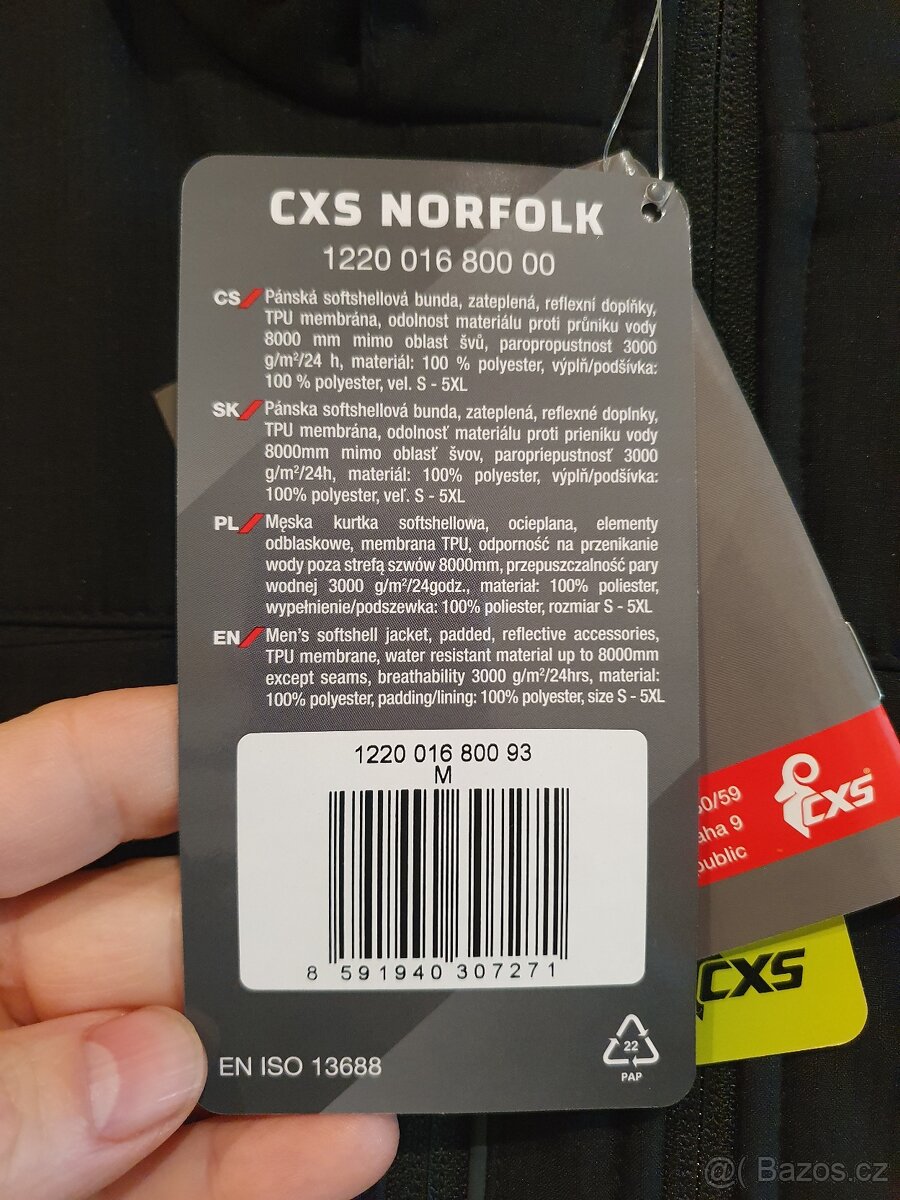 CXS NORFOLK
1220 016 800 00
CS Pánská softshellová bunda, zateplená, reflexní doplňky,
TPU membrána, odolnost materiálu proti průniku vody
8000 mm mimo oblast švů, paropropustnost 3000
g/m²/24 h, materiál: 100 % polyester, výplň/podšívka:
100 % polyester, vel. S - 5XL
SK Pánska softshellová bunda, zateplená, reflexné doplnky,
TPU membrána, odolnosť materiálu proti prieniku vody
8000mm mimo oblasť švov, paropriepustnosť 3000
g/m²/24h, materiál: 100% polyester, výplň/podšívka:
100% polyester, veľ. S - 5XL
PL Męska kurtka softshellowa, ocieplana, elementy
odblaskowe, membrana TPU, odporność na przenikanie
wody poza strefą szwów 8000mm, przepuszczalność pary
wodnej 3000 g/m²/24godz., materiał: 100% poliester,
wypełnienie/podszewka: 100% poliester, rozmiar S - 5XL
EN Men's softshell jacket, padded, reflective accessories,
TPU membrane, water resistant material up to 8000mm
except seams, breathability 3000 g/m²/24hrs, material:
100% polyester, padding/lining: 100% polyester, size S - 5XL
1220 016 800 93
M
8 591940 307271
EN ISO 13688
22
PAP
0/59
aha 9
public
CXS®
CXS
@( Bazos.cz